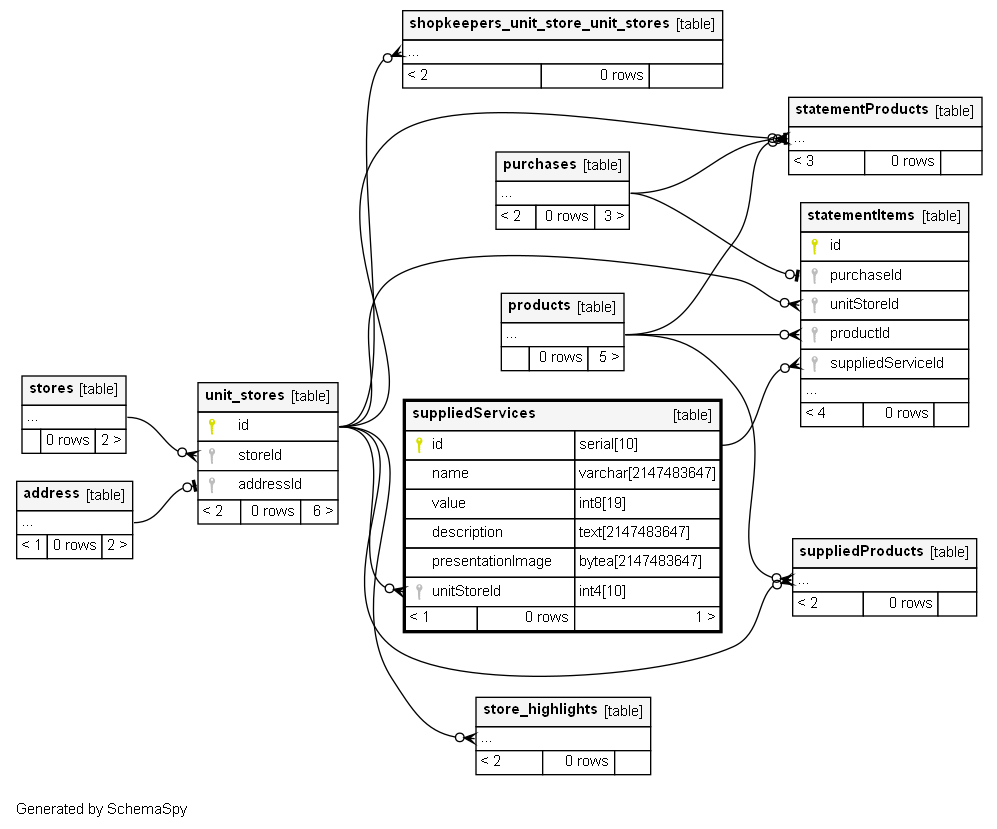 shopkeepers_unit_store_unit_stores [table]
...
< 2 0 rows
statementProducts [table]
...
< 3 0 rows
purchases [table]
...
< 2 0 rows 3 >
statementItems [table]
id
purchaseId
unitStoreId
productId
suppliedServiceId
...
< 4 0 rows
products [table]
...
0 rows 5 >
stores [table]
...
0 rows 2 >
unit_stores [table]
id
storeId
addressId
< 2 0 rows 6 >
address [table]
...
< 1 0 rows 2 >
suppliedServices [table]
id serial[10]
name varchar[2147483647]
value int8[19]
description text[2147483647]
presentationImage bytea[2147483647]
unitStoreId int4[10]
< 1 0 rows 1 >
suppliedProducts [table]
...
< 2 0 rows
store_highlights [table]
...
< 2 0 rows
Generated by SchemaSpy